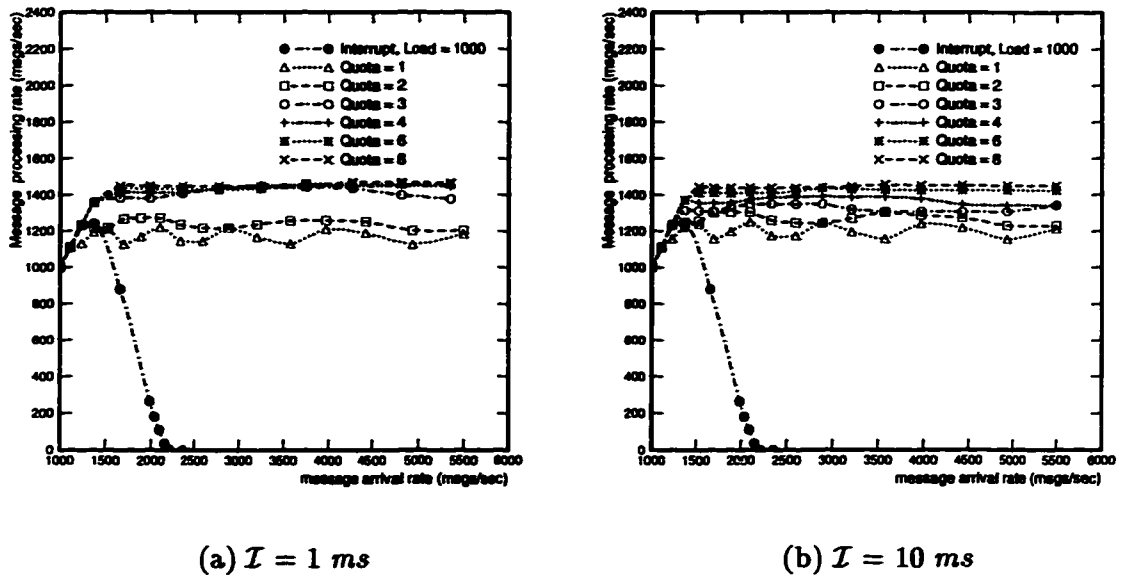 2400
2200
2000
1800
1600
1400
1200
1000
800
600
400
200
0
Message processing rate (msgs/sec)
Interrupt, Load = 1000
Quota = 1
Quota = 2
Quota = 3
Quota = 4
Quota = 6
Quota = 8
1000 1500 2000 2500 3000 3500 4000 4500 5000 5500 6000
message arrival rate (msgs/sec)
(a) I = 1 ms
2400
2200
2000
1800
1600
1400
1200
1000
800
600
400
200
0
Message processing rate (msgs/sec)
Interrupt, Load = 1000
Quota = 1
Quota = 2
Quota = 3
Quota = 4
Quota = 6
Quota = 8
1000 1500 2000 2500 3000 3500 4000 4500 5000 5500 6000
message arrival rate (msgs/sec)
(b) I = 10 ms